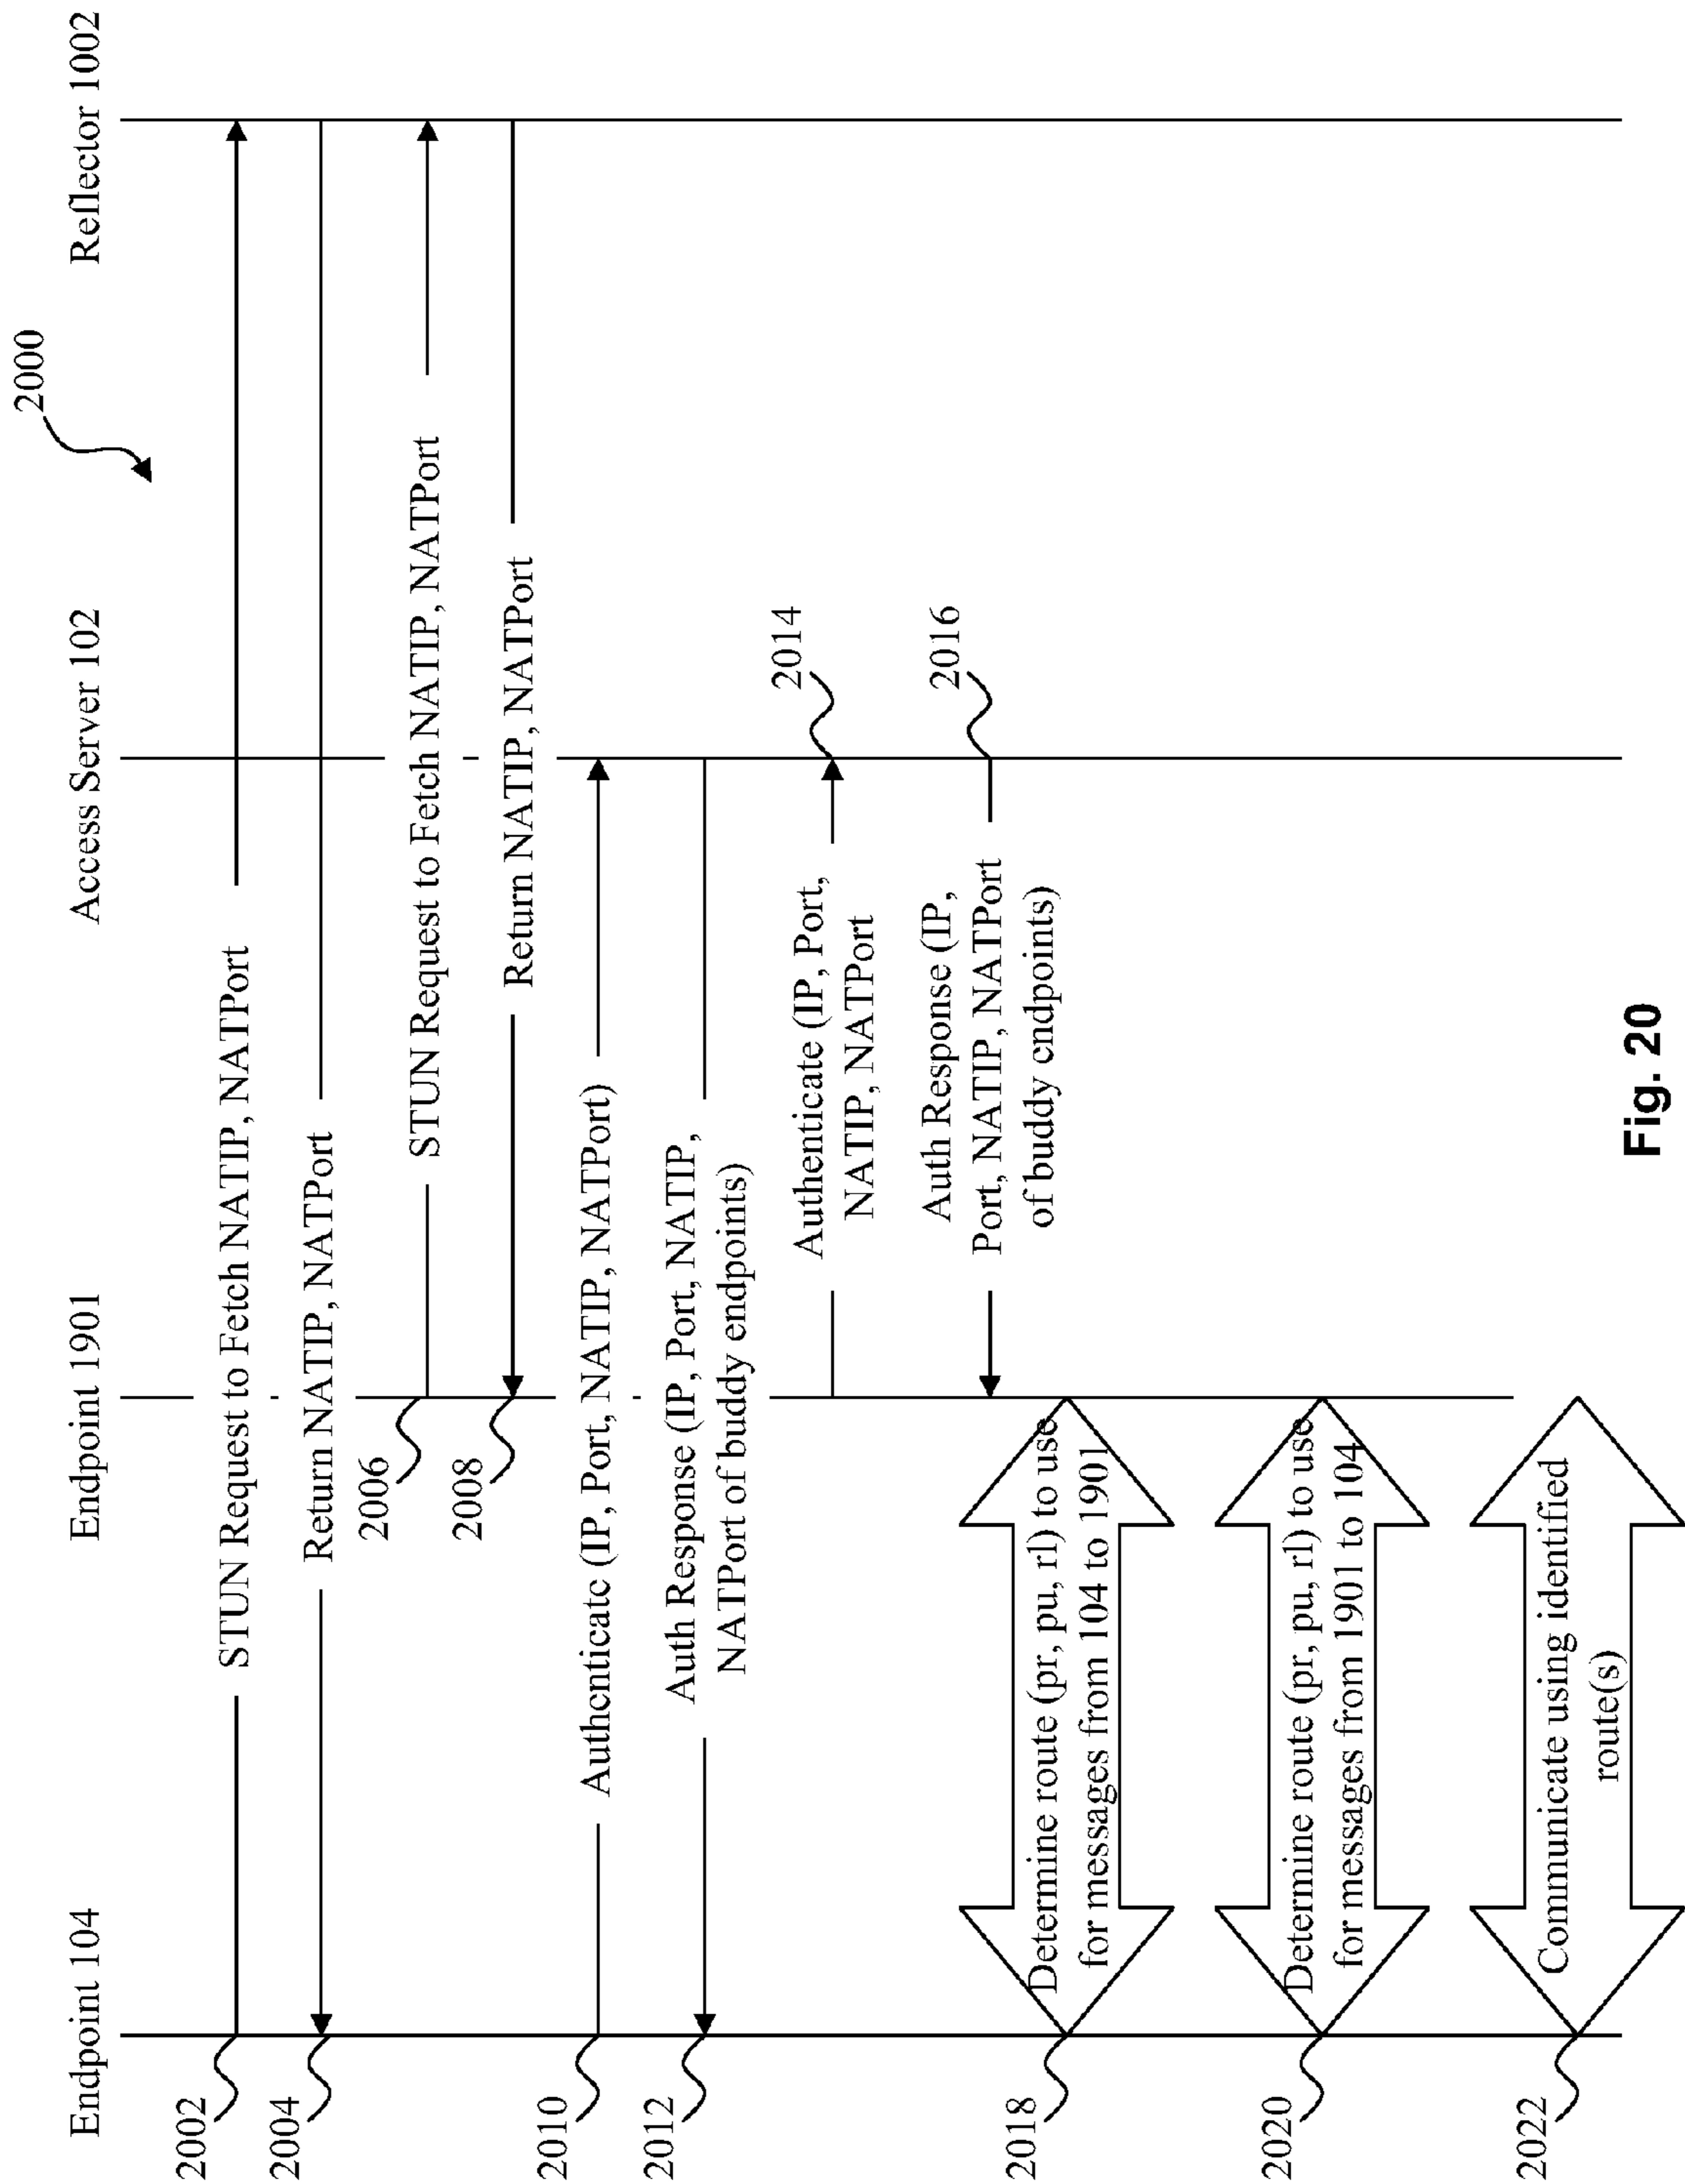 2000
Endpoint 104
Endpoint 1901
Access Server 102
Reflector 1002
2002
STUN Request to Fetch NATIP, NATPort
2004
Return NATIP, NATPort
2006
STUN Request to Fetch NATIP, NATPort
2008
Return NATIP, NATPort
2010
Authenticate (IP, Port, NATIP, NATPort)
2012
Auth Response (IP, Port, NATIP,
NATPort of buddy endpoints)
2014
Authenticate (IP, Port,
NATIP, NATPort
2016
Auth Response (IP,
Port, NATIP, NATPort
of buddy endpoints)
2018
Determine route (pr, pu, rl) to use
for messages from 104 to 1901
2020
Determine route (pr, pu, rl) to use
for messages from 1901 to 104
2022
Communicate using identified
route(s)
Fig. 20